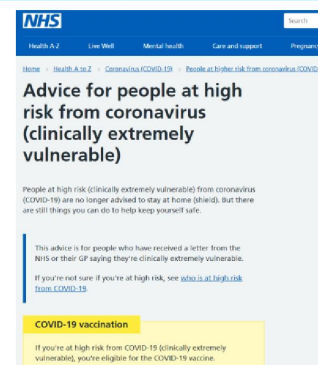 NHS
Search
Health A-Z Live Well Mental health Care and support Pregnancy
Home > Health A to Z > Coronavirus (COVID-19) > People at higher risk from coronavirus (COVID
Advice for people at high
risk from coronavirus
(clinically extremely
vulnerable)
People at high risk (clinically extremely vulnerable) from coronavirus
(COVID-19) are no longer advised to stay at home (shield). But there
are still things you can do to help keep yourself safe.
This advice is for people who have received a letter from the
NHS or their GP saying they're clinically extremely vulnerable.
If you're not sure if you're at high risk, see who is at high risk
from COVID-19.
COVID-19 vaccination
If you're at high risk from COVID-19 (clinically extremely
vulnerable), you're eligible for the COVID-19 vaccine.